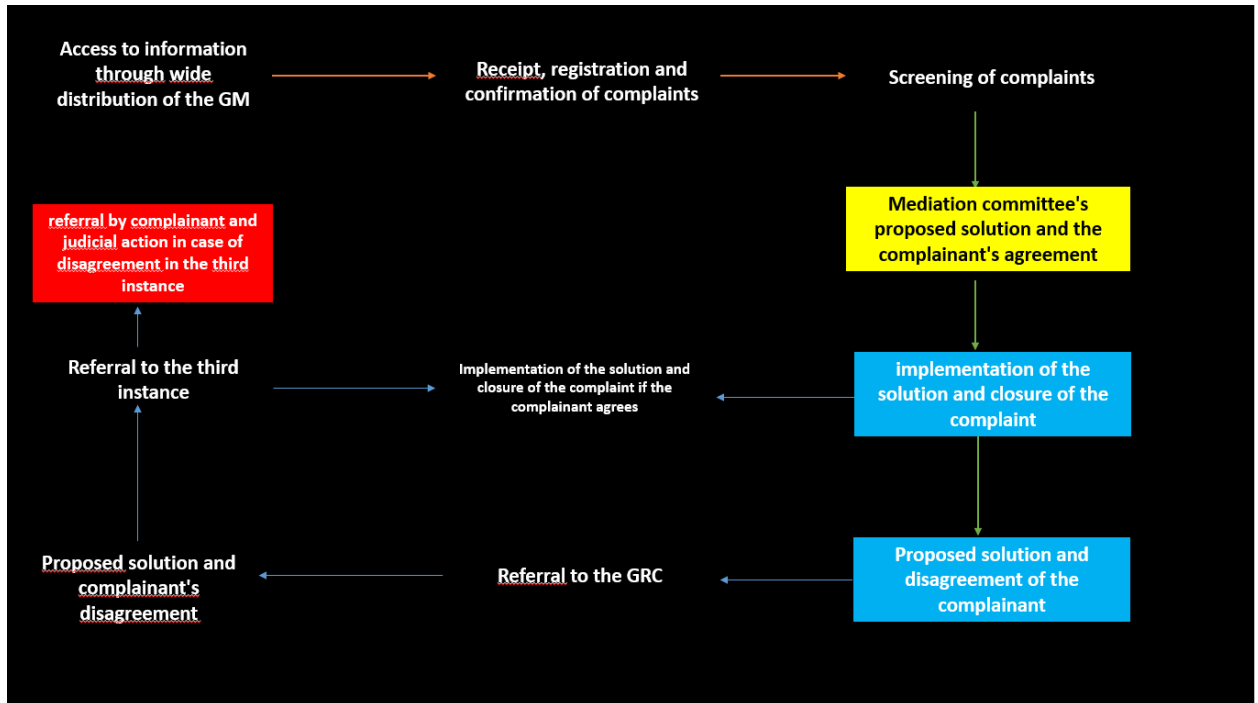 Access to information
through wide
distribution of the GM
Receipt, registration and
confirmation of complaints
Screening of complaints
Mediation committee's
proposed solution and the
complainant's agreement
referral by complainant and
judicial action in case of
disagreement in the third
instance
Referral to the third
instance
Implementation of the solution and
closure of the complaint if the
complainant agrees
implementation of the
solution and closure of the
complaint
Proposed solution and
complainant's
disagreement
Referral to the GRC
Proposed solution and
disagreement of the
complainant